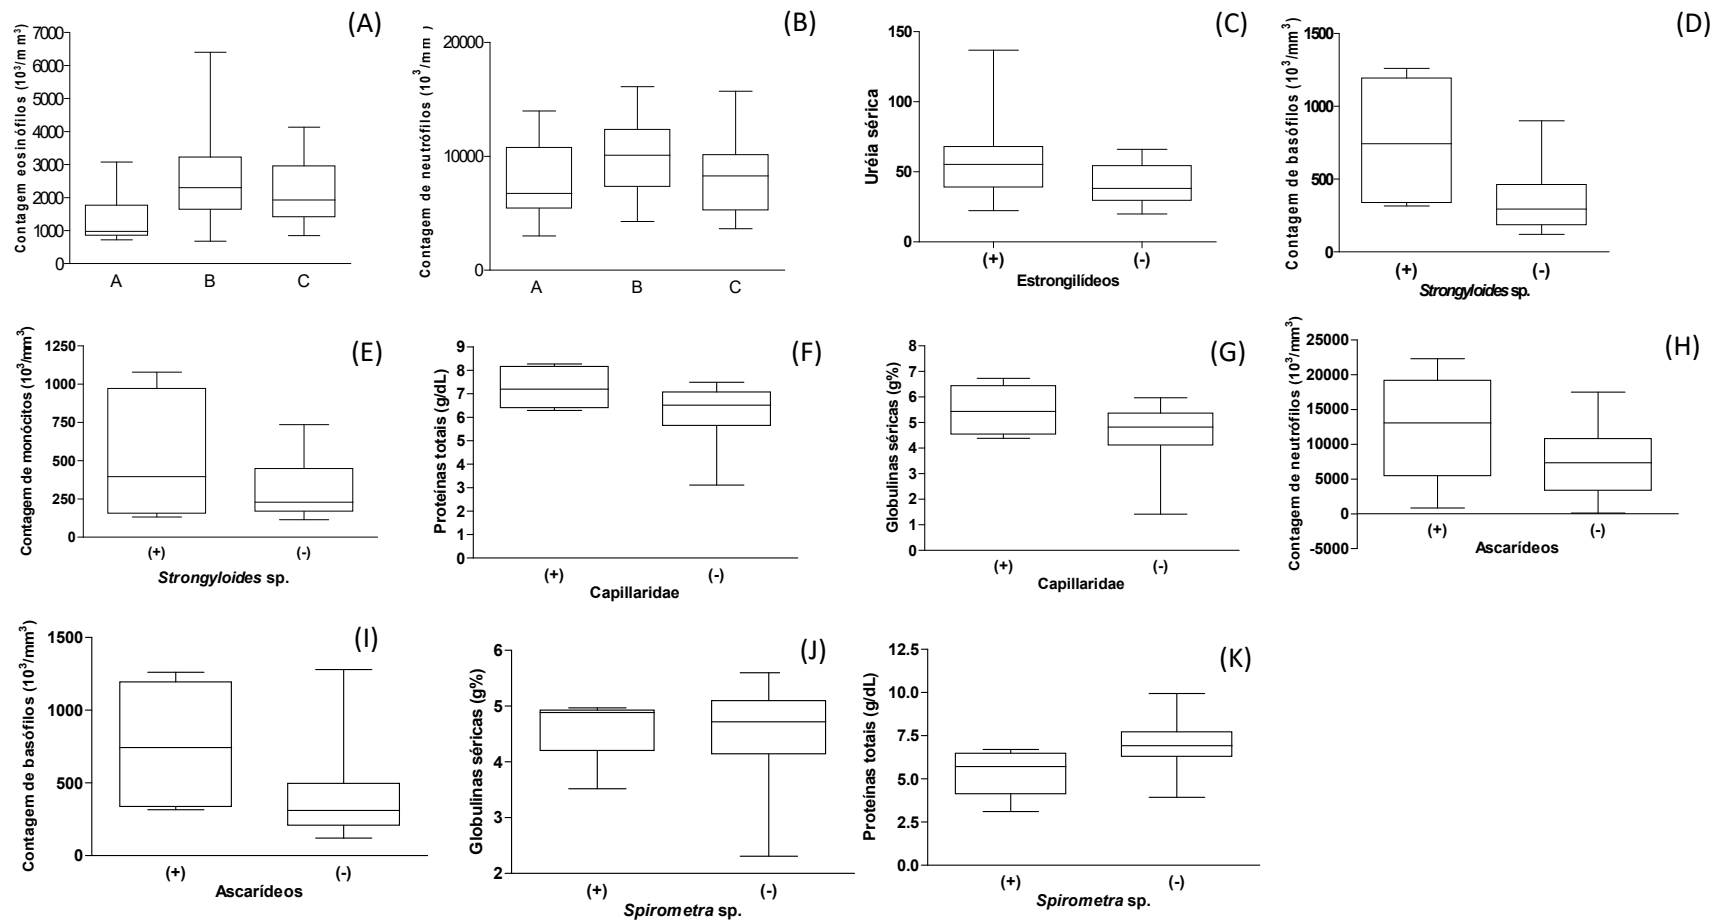 (A)
Contagem eosinófilos (10³/mm³)
7000
6000
5000
4000
3000
2000
1000
0
A B C
(B)
Contagem de neutrófilos (10³/mm )
20000
10000
0
A B C
(C)
Uréia sérica
150
100
50
0
(+) (-)
Estrongilídeos
(D)
Contagem de basófilos (10³/mm³)
1500
1000
500
0
(+) (-)
Strongyloides sp.
(E)
Contagem de monócitos (10³/mm³)
1250
1000
750
500
250
0
(+) (-)
Strongyloides sp.
(F)
Proteínas totais (g/dL)
9
8
7
6
5
4
3
2
1
0
(+) (-)
Capillaridae
(G)
Globulinas séricas (g%)
8
7
6
5
4
3
2
1
0
(+) (-)
Capillaridae
(H)
Contagem de neutrófilos (10³/mm³)
25000
20000
15000
10000
5000
0
-5000
(+) (-)
Ascarídeos
(I)
Contagem de basófilos (10³/mm³)
1500
1000
500
0
(+) (-)
Ascarídeos
(J)
Globulinas séricas (g%)
6
5
4
3
2
(+) (-)
Spirometra sp.
(K)
Proteínas totais (g/dL)
12.5
10.0
7.5
5.0
2.5
0.0
(+) (-)
Spirometra sp.